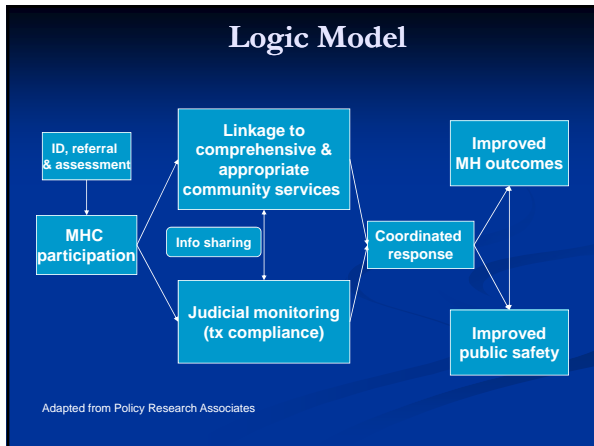 Logic Model
ID, referral
& assessment
MHC
participation
Linkage to
comprehensive &
appropriate
community services
Info sharing
Judicial monitoring
(tx compliance)
Coordinated
response
Improved
MH outcomes
Improved
public safety
Adapted from Policy Research Associates